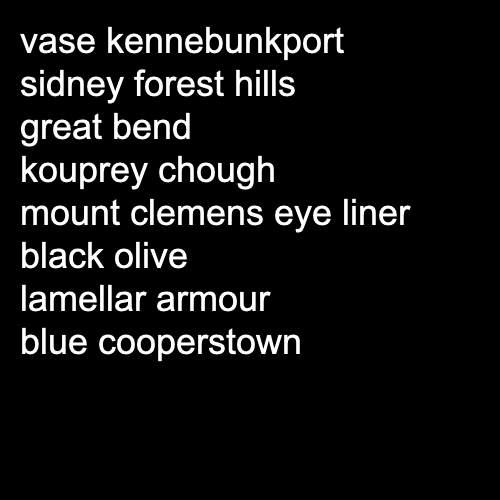 vase kennebunkport
sidney forest hills
great bend
kouprey chough
mount clemens eye liner
black olive
lamellar armour
blue cooperstown